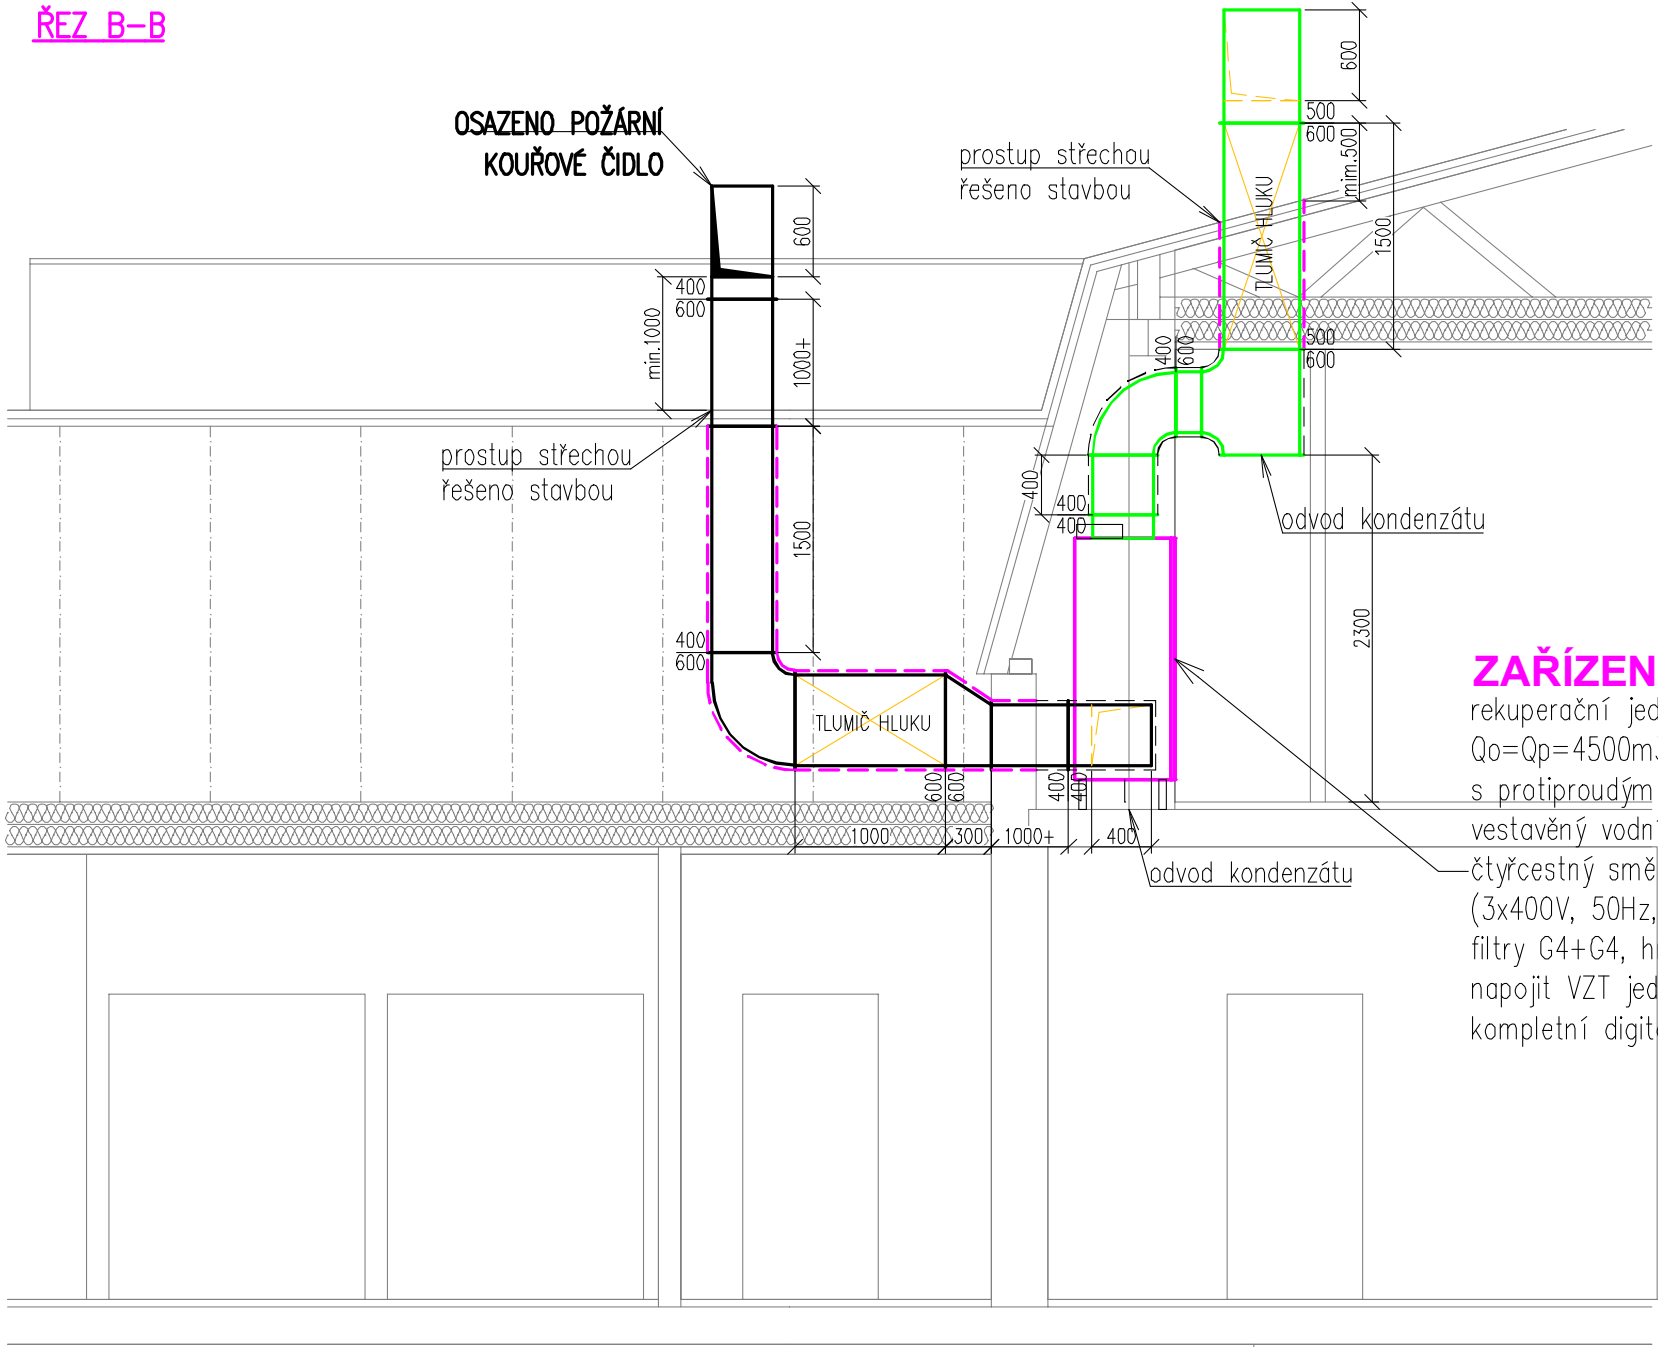 ŘEZ B-B
OSAZENO POŽÁRNÍ
KOUŘOVÉ ČIDLO
prostup střechou
řešeno stavbou
600
500
600
mim.500
1500
TLUMIČ HLUKU
500
600
400
600
600
400
600
min.1000
1000+
prostup střechou
řešeno stavbou
1500
400
600
400
400
400
odvod kondenzátu
2300
TLUMIČ HLUKU
600
600
400
400
1000
300
1000+
400
odvod kondenzátu
ZAŘÍZEN
rekuperační jed
Qo=Qp=4500m3
s protiproudým
vestavěný vodn
čtyřcestný smě
(3x400V, 50Hz,
filtry G4+G4, h
napojit VZT jed
kompletní digit